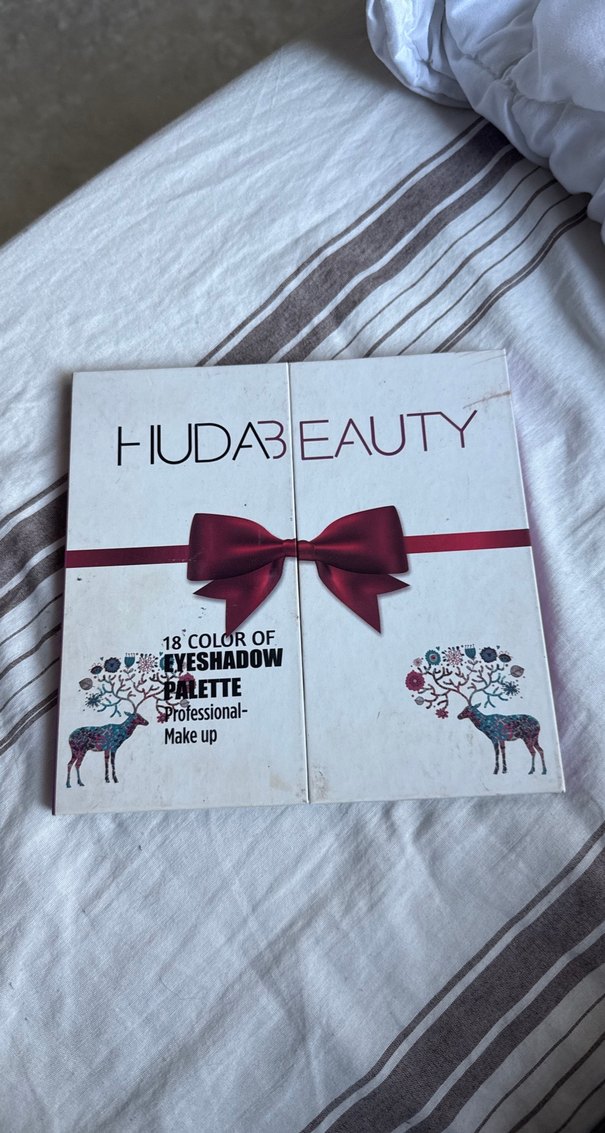 HUDABEAUTY
18 COLOR OF
EYESHADOW
PALETTE
Professional-
Make up